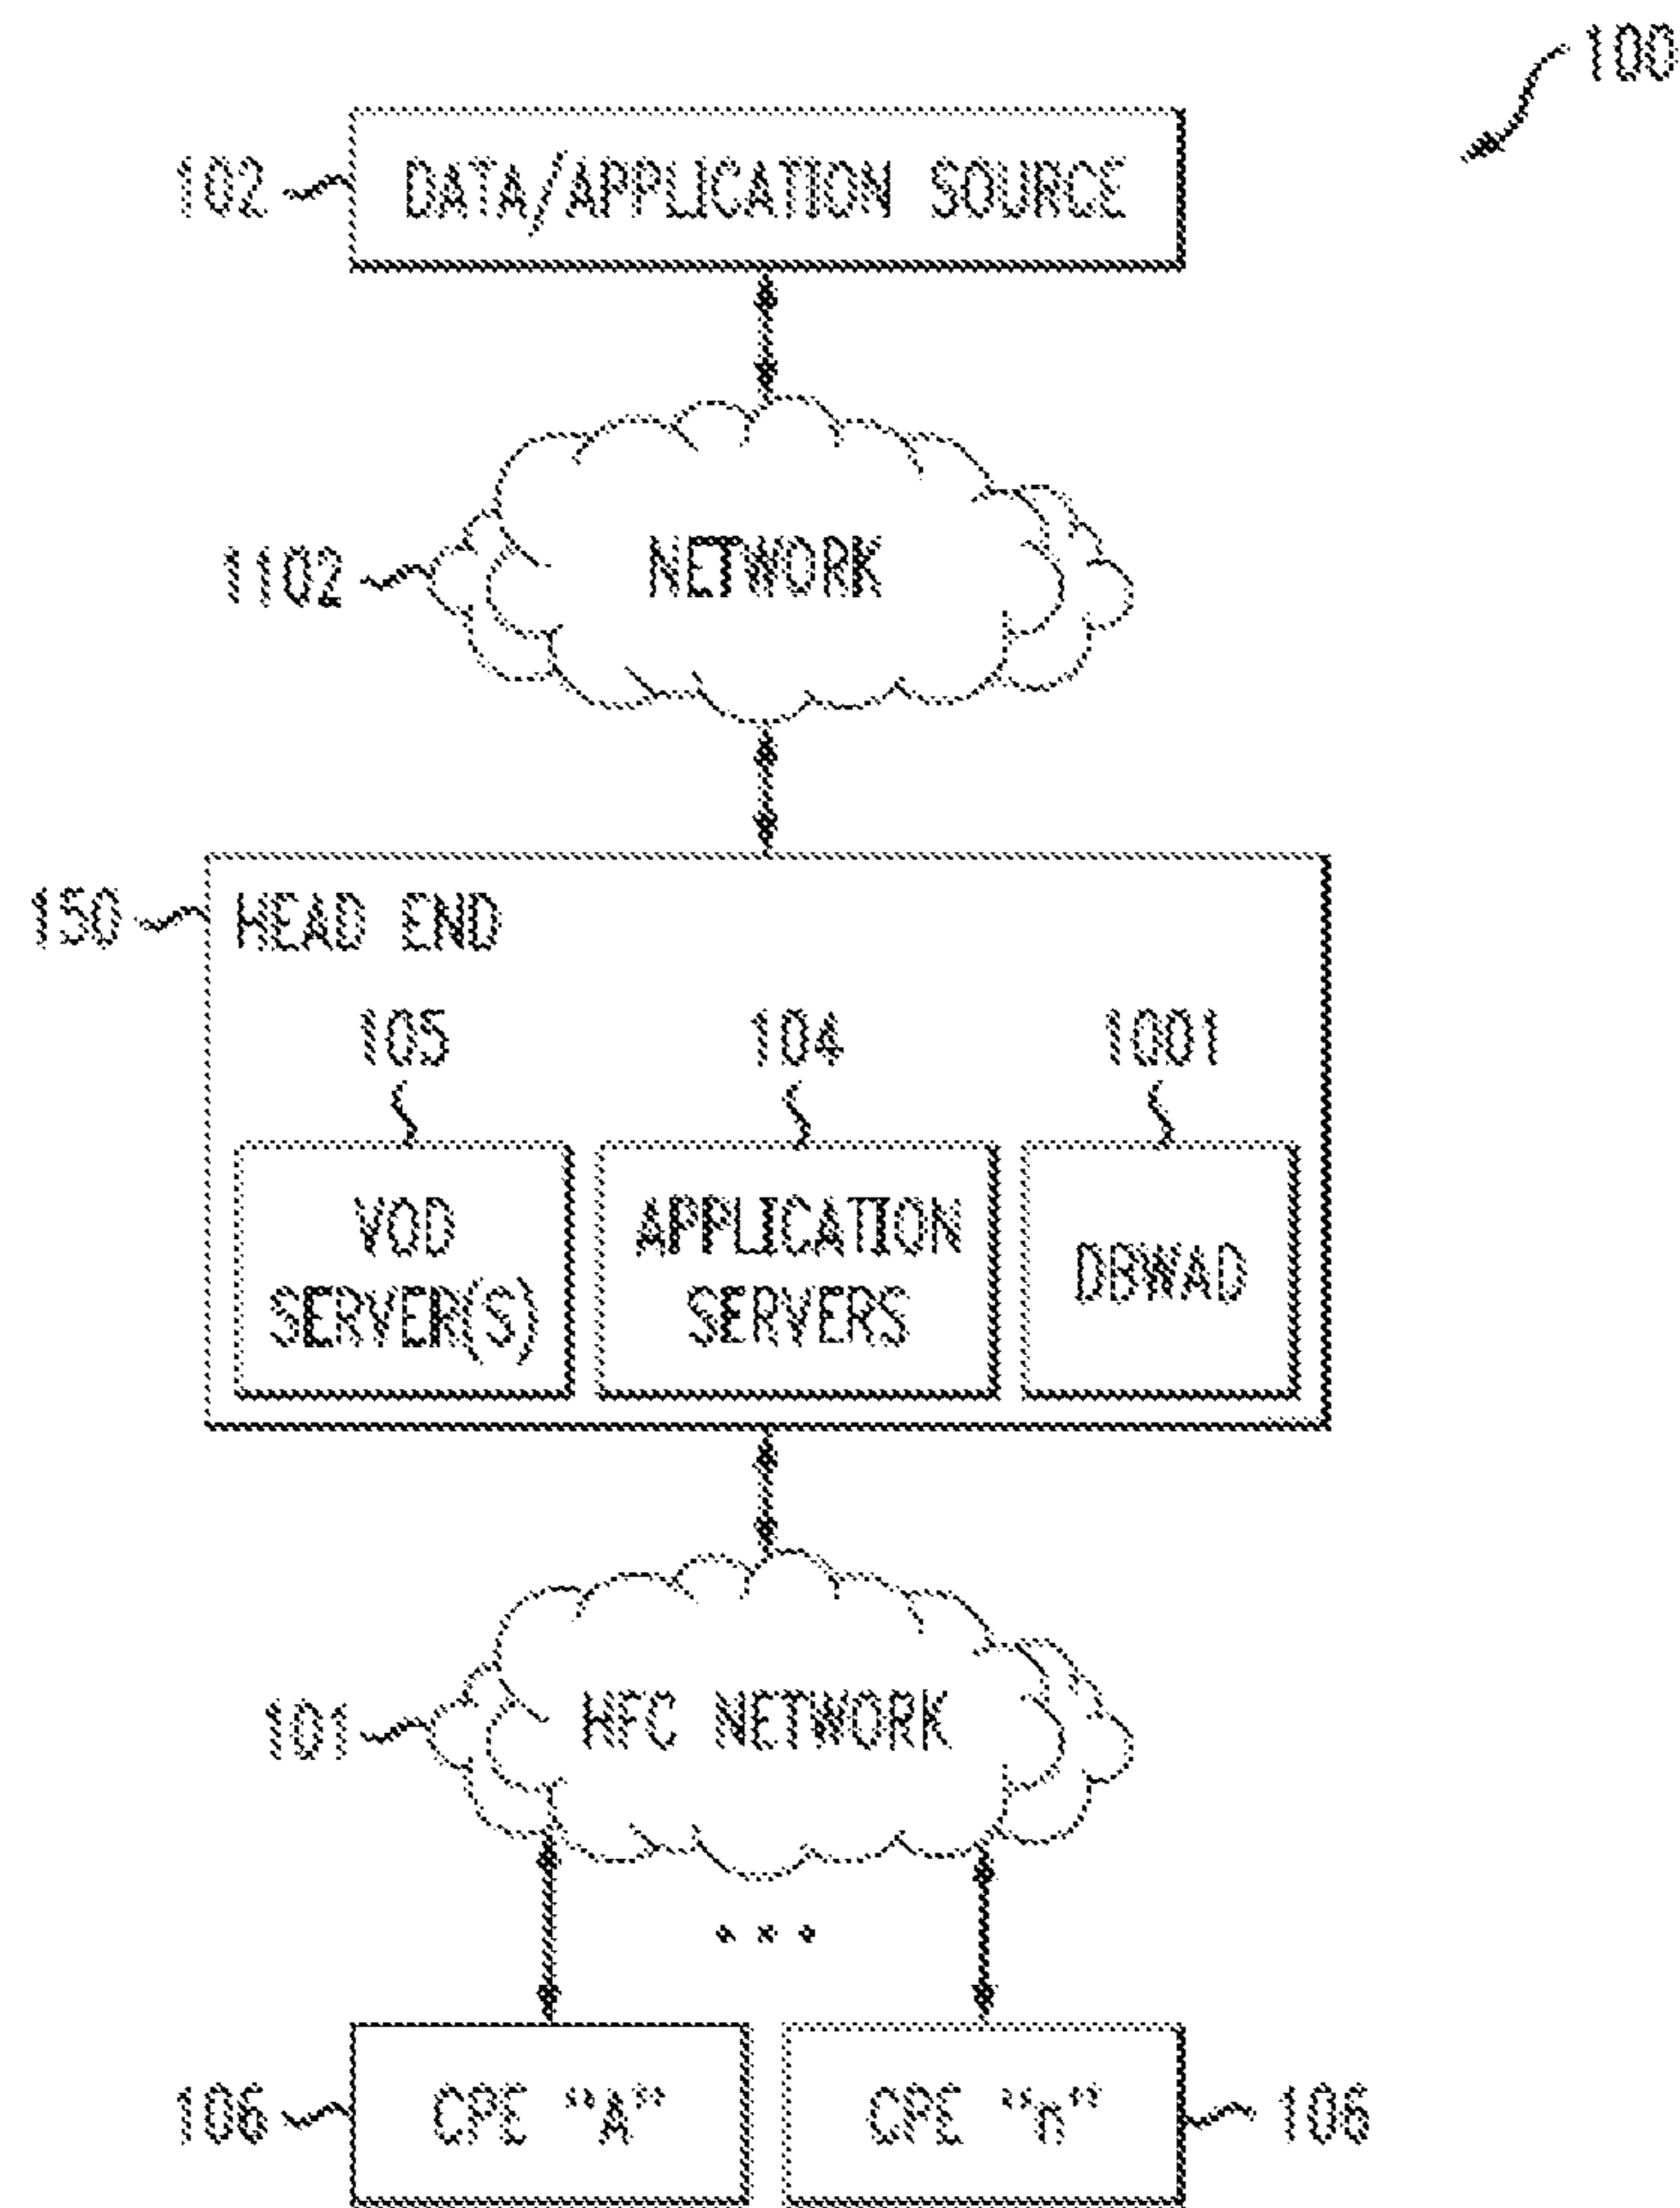 100
102 DATA/APPLICATION SOURCE
1102 NETWORK
150 HEAD END
105 104 1001
VOD SERVER(S)
APPLICATION SERVERS
DBWAD
101 HFC NETWORK
...
106 CPE "A" CPE "n" 106